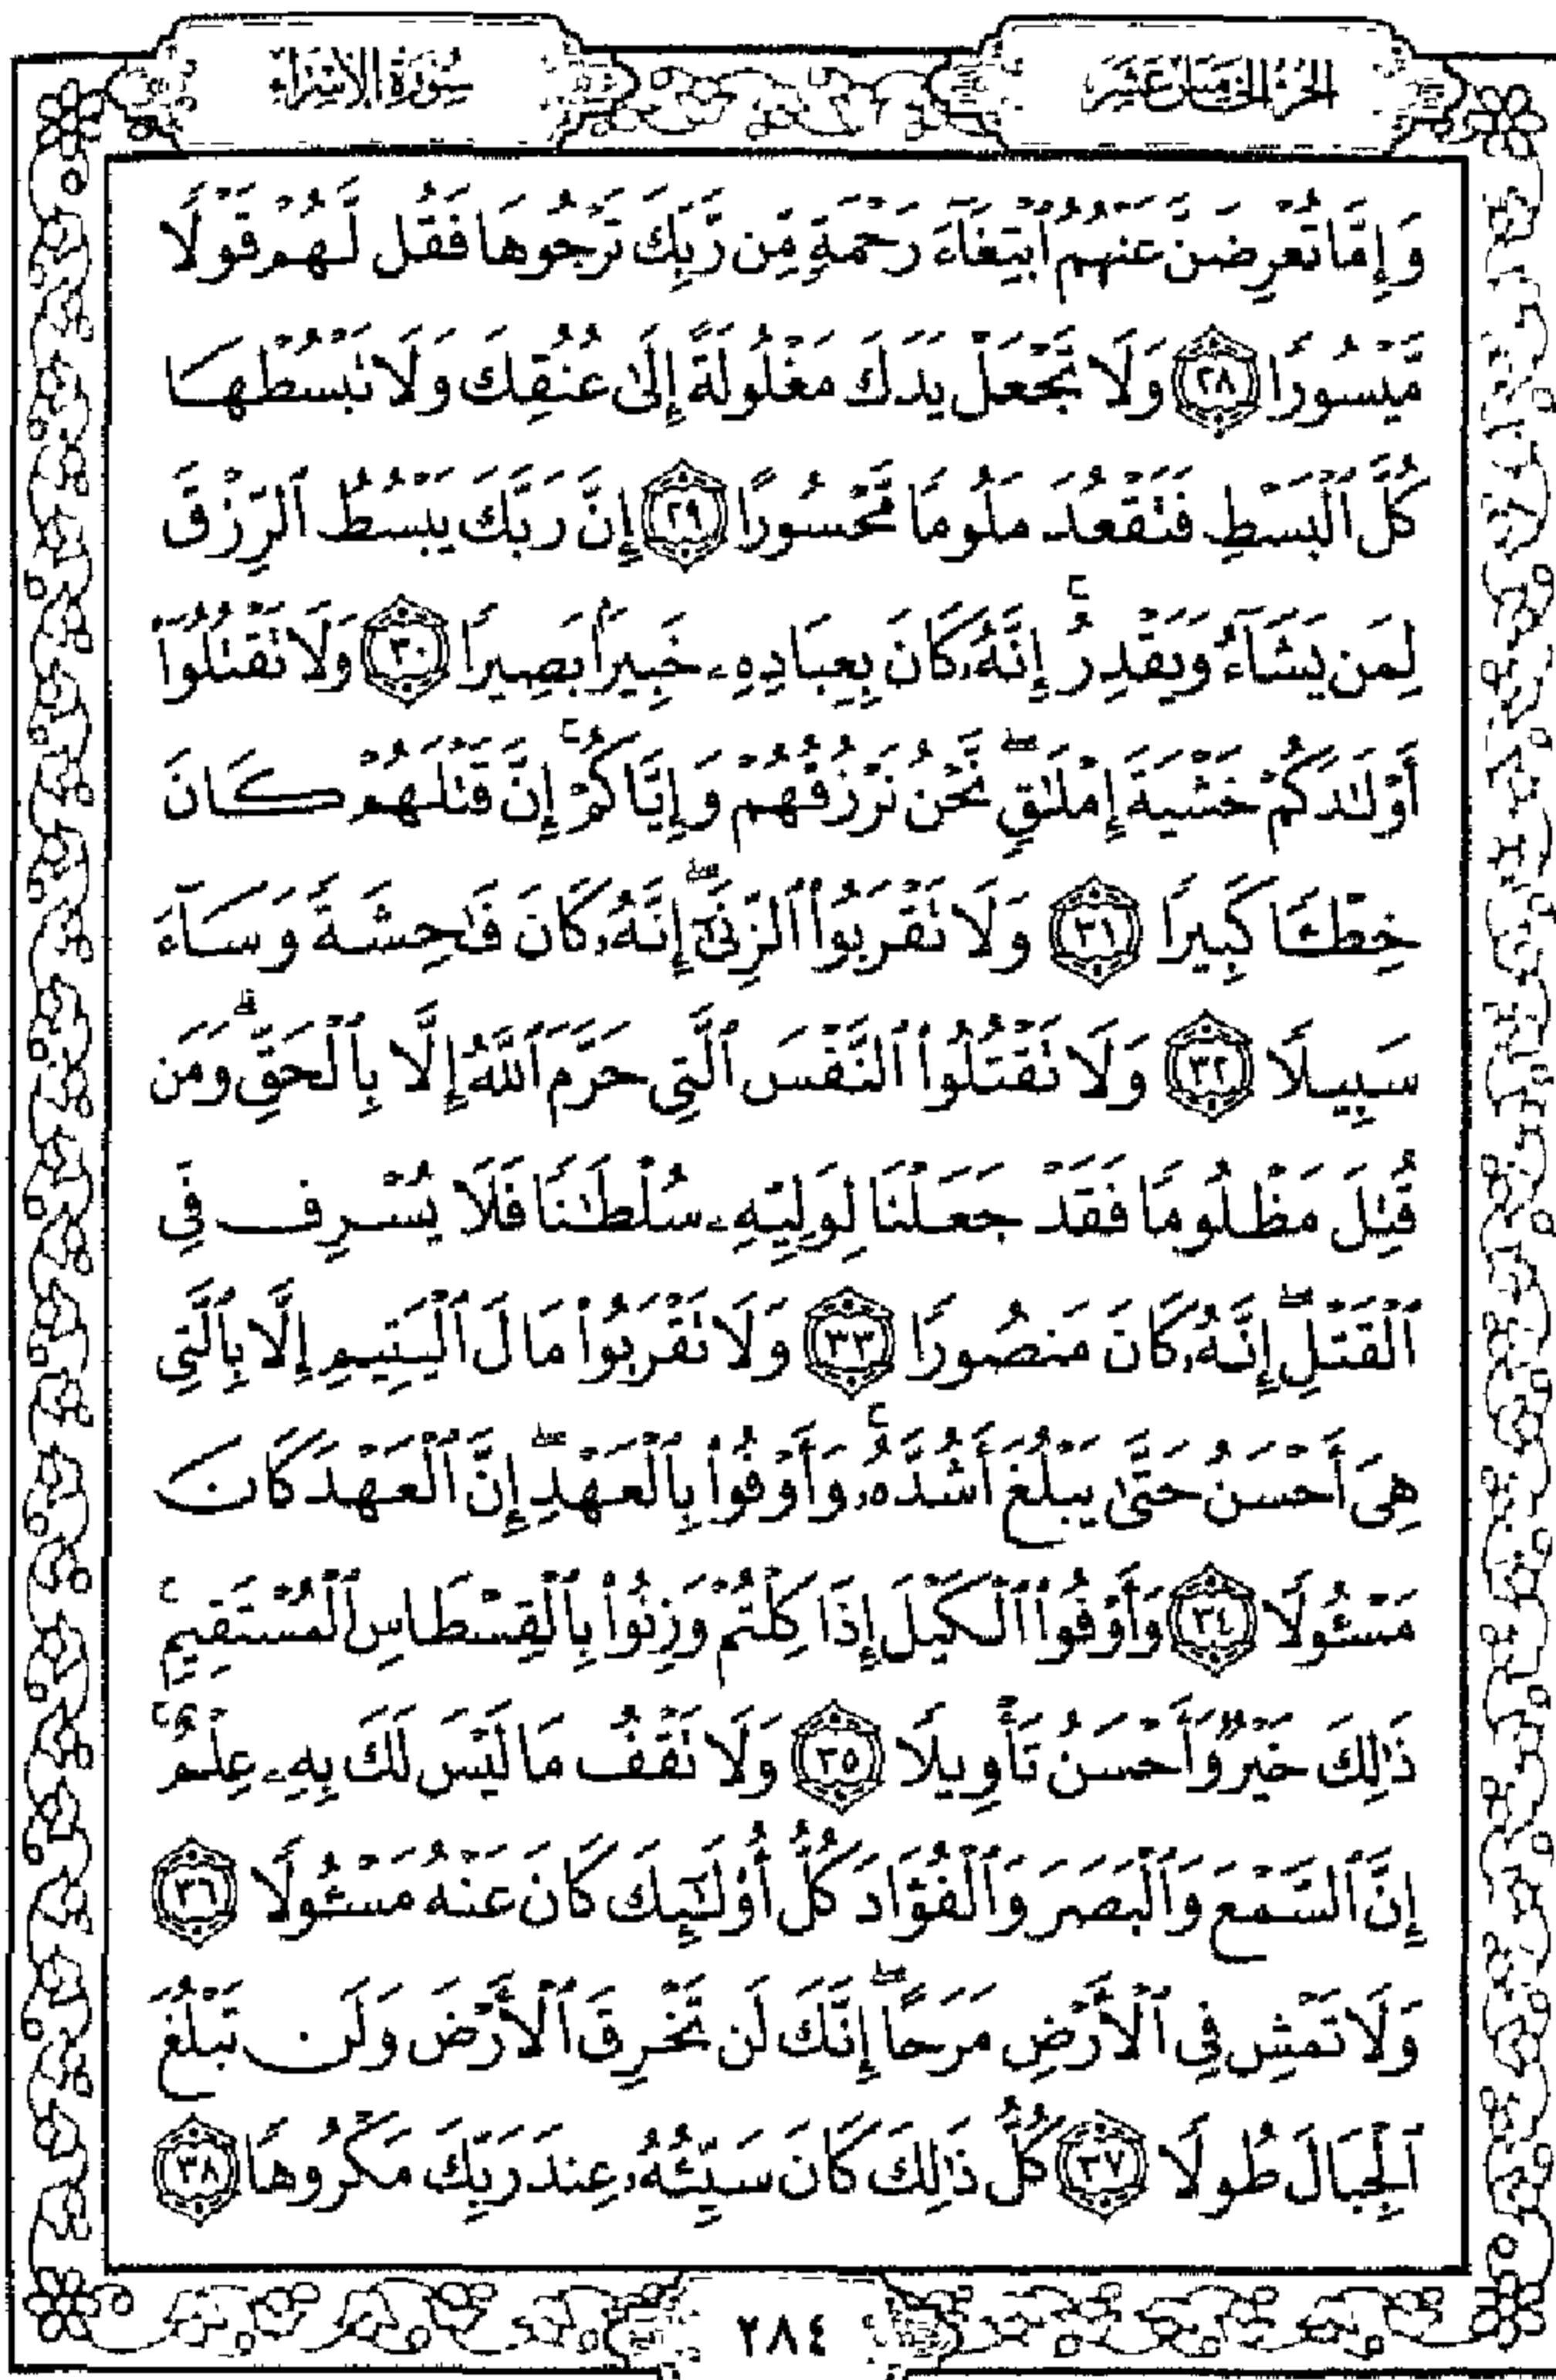 الجزء الخامس عشر
سورة الإسراء
وَإِمَّا تُعْرِضَنَّ عَنْهُمُ ٱبْتِغَآءَ رَحْمَةٍ مِّن رَّبِّكَ تَرْجُوهَا فَقُل لَّهُمْ قَوْلًا
مَّيْسُورًا ٢٨ وَلَا تَجْعَلْ يَدَكَ مَغْلُولَةً إِلَىٰ عُنُقِكَ وَلَا تَبْسُطْهَا
كُلَّ ٱلْبَسْطِ فَتَقْعُدَ مَلُومًا مَّحْسُورًا ٢٩ إِنَّ رَبَّكَ يَبْسُطُ ٱلرِّزْقَ
لِمَن يَشَآءُ وَيَقْدِرُ ۚ إِنَّهُۥ كَانَ بِعِبَادِهِۦ خَبِيرًۢا بَصِيرًا ٣٠ وَلَا تَقْتُلُوٓا۟
أَوْلَـٰدَكُمْ خَشْيَةَ إِمْلَـٰقٍ ۖ نَّحْنُ نَرْزُقُهُمْ وَإِيَّاكُمْ ۚ إِنَّ قَتْلَهُمْ كَانَ
خِطْـًٔا كَبِيرًا ٣١ وَلَا تَقْرَبُوا۟ ٱلزِّنَىٰٓ ۖ إِنَّهُۥ كَانَ فَـٰحِشَةً وَسَآءَ
سَبِيلًا ٣٢ وَلَا تَقْتُلُوا۟ ٱلنَّفْسَ ٱلَّتِى حَرَّمَ ٱللَّهُ إِلَّا بِٱلْحَقِّ ۗ وَمَن
قُتِلَ مَظْلُومًا فَقَدْ جَعَلْنَا لِوَلِيِّهِۦ سُلْطَـٰنًا فَلَا يُسْرِف فِّى
ٱلْقَتْلِ ۖ إِنَّهُۥ كَانَ مَنصُورًا ٣٣ وَلَا تَقْرَبُوا۟ مَالَ ٱلْيَتِيمِ إِلَّا بِٱلَّتِى
هِىَ أَحْسَنُ حَتَّىٰ يَبْلُغَ أَشُدَّهُۥ ۚ وَأَوْفُوا۟ بِٱلْعَهْدِ ۖ إِنَّ ٱلْعَهْدَ كَانَ
مَسْـُٔولًا ٣٤ وَأَوْفُوا۟ ٱلْكَيْلَ إِذَا كِلْتُمْ وَزِنُوا۟ بِٱلْقِسْطَاسِ ٱلْمُسْتَقِيمِ ۚ
ذَٰلِكَ خَيْرٌ وَأَحْسَنُ تَأْوِيلًا ٣٥ وَلَا تَقْفُ مَا لَيْسَ لَكَ بِهِۦ عِلْمٌ ۚ
إِنَّ ٱلسَّمْعَ وَٱلْبَصَرَ وَٱلْفُؤَادَ كُلُّ أُو۟لَـٰٓئِكَ كَانَ عَنْهُ مَسْـُٔولًا ٣٦
وَلَا تَمْشِ فِى ٱلْأَرْضِ مَرَحًا ۖ إِنَّكَ لَن تَخْرِقَ ٱلْأَرْضَ وَلَن تَبْلُغَ
ٱلْجِبَالَ طُولًا ٣٧ كُلُّ ذَٰلِكَ كَانَ سَيِّئُهُۥ عِندَ رَبِّكَ مَكْرُوهًا ٣٨
٢٨٤